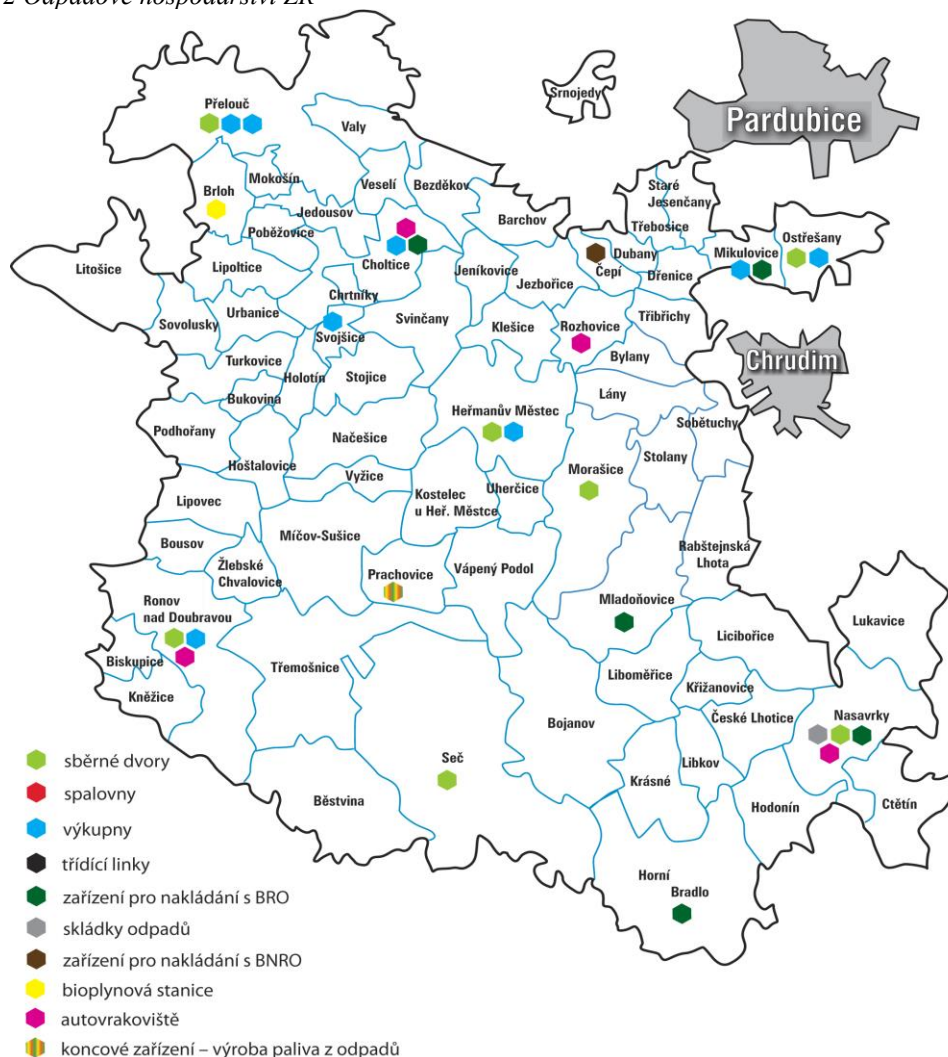 2 Odpadové hospodářství ZR
Srnojedy
Pardubice
Přelouč
Valy
Mokošín
Veselí
Bezděkov
Staré
Jesenčany
Brloh
Jedousov
Barchov
Třebosice
Ostřešany
Poběžovice
Mikulovice
Dubany
Litošice
Lipoltice
Choltice
Jeníkovice
Čepí
Dřenice
Jezbořice
Chrtníky
Urbanice
Svinčany
Třibřichy
Sovolusky
Klešice
Rozhovice
Svojšice
Turkovice
Bylany
Chrudim
Holotín
Stojice
Bukovina
Lány
Heřmanův Městec
Sobětuchy
Podhořany
Načešice
Stolany
Hoštalovice
Morašice
Vyžice
Uherčice
Kostelec
u Heř. Městce
Lipovec
Míčov-Sušice
Bousov
Rabštejnská
Lhota
Žlebské
Chvalovice
Prachovice
Vápený Podol
Ronov
nad Doubravou
Mladoňovice
Lukavice
Licibořice
Biskupice
Třemošnice
Liboměřice
Křižanovice
Kněžice
České Lhotice
Nasavrky
Bojanov
Seč
Libkov
Krásné
Běstvina
Hodonín
Ctětín
Horní
Bradlo
sběrné dvory
spalovny
výkupny
třídící linky
zařízení pro nakládání s BRO
skládky odpadů
zařízení pro nakládání s BNRO
bioplynová stanice
autovrakoviště
koncové zařízení – výroba paliva z odpadů